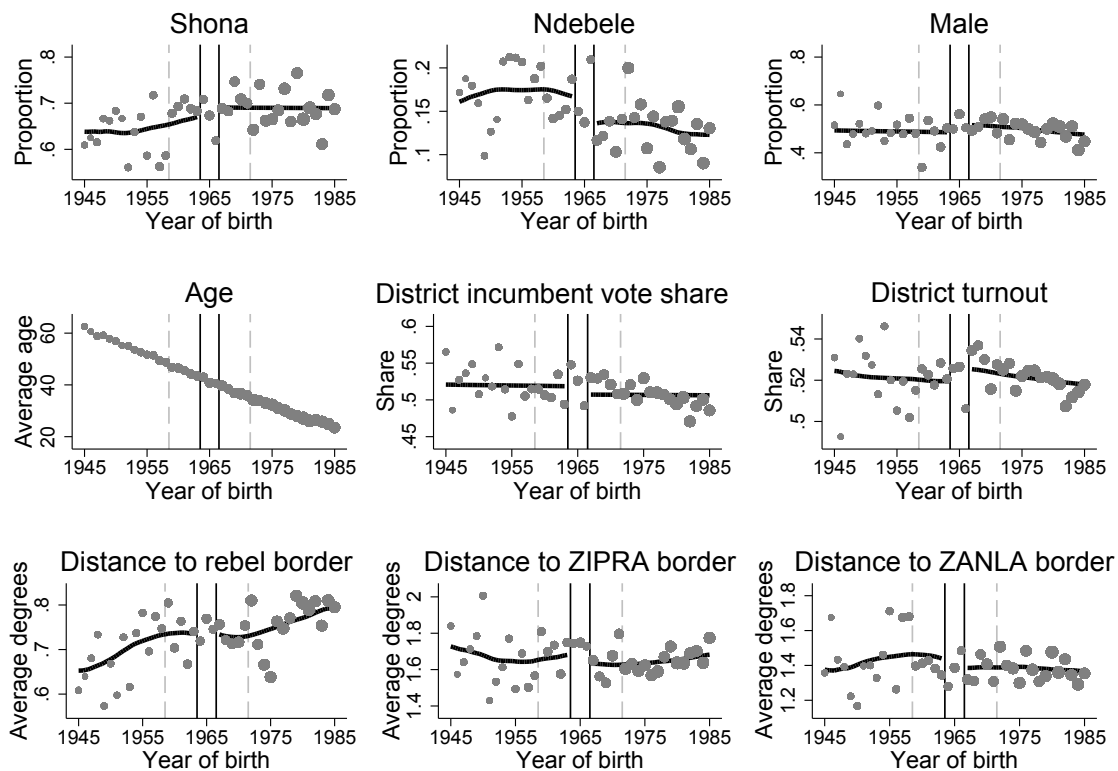 Shona
Ndebele
Male
Proportion
.6 .7 .8
1945 1955 1965 1975 1985
Year of birth
Proportion
.1 .15 .2
1945 1955 1965 1975 1985
Year of birth
Proportion
.4 .6 .8
1945 1955 1965 1975 1985
Year of birth
Age
District incumbent vote share
District turnout
Average age
20 40 60
1945 1955 1965 1975 1985
Year of birth
Share
.45 .5 .55 .6
1945 1955 1965 1975 1985
Year of birth
Share
.5 .52 .54
1945 1955 1965 1975 1985
Year of birth
Distance to rebel border
Distance to ZIPRA border
Distance to ZANLA border
Average degrees
.6 .7 .8
1945 1955 1965 1975 1985
Year of birth
Average degrees
1.4 1.6 1.8 2
1945 1955 1965 1975 1985
Year of birth
Average degrees
1.2 1.4 1.6 1.8
1945 1955 1965 1975 1985
Year of birth